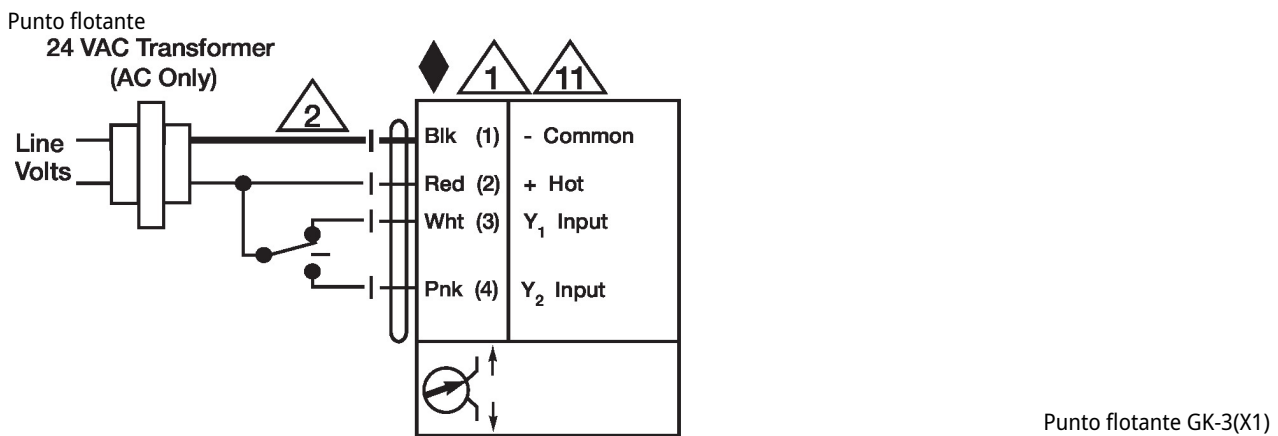 Punto flotante
24 VAC Transformer
(AC Only)
1
11
2
Line
Volts
Blk (1) - Common
Red (2) + Hot
Wht (3) Y1 Input
Pnk (4) Y2 Input
Punto flotante GK-3(X1)